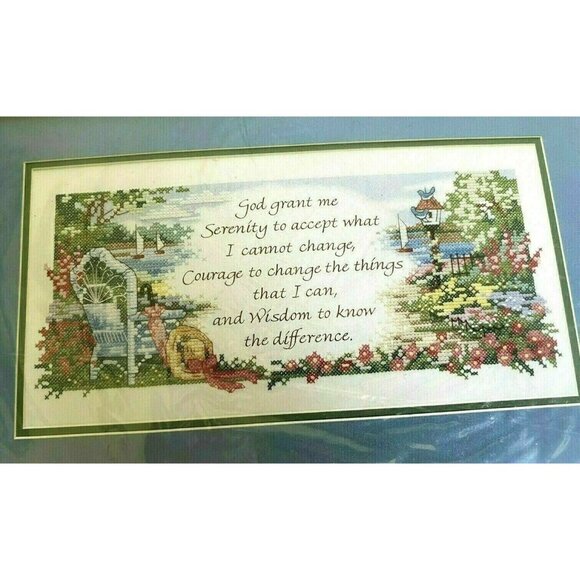 God grant me
Serenity to accept what
I cannot change,
Courage to change the things
that I can,
and Wisdom to know
the difference.